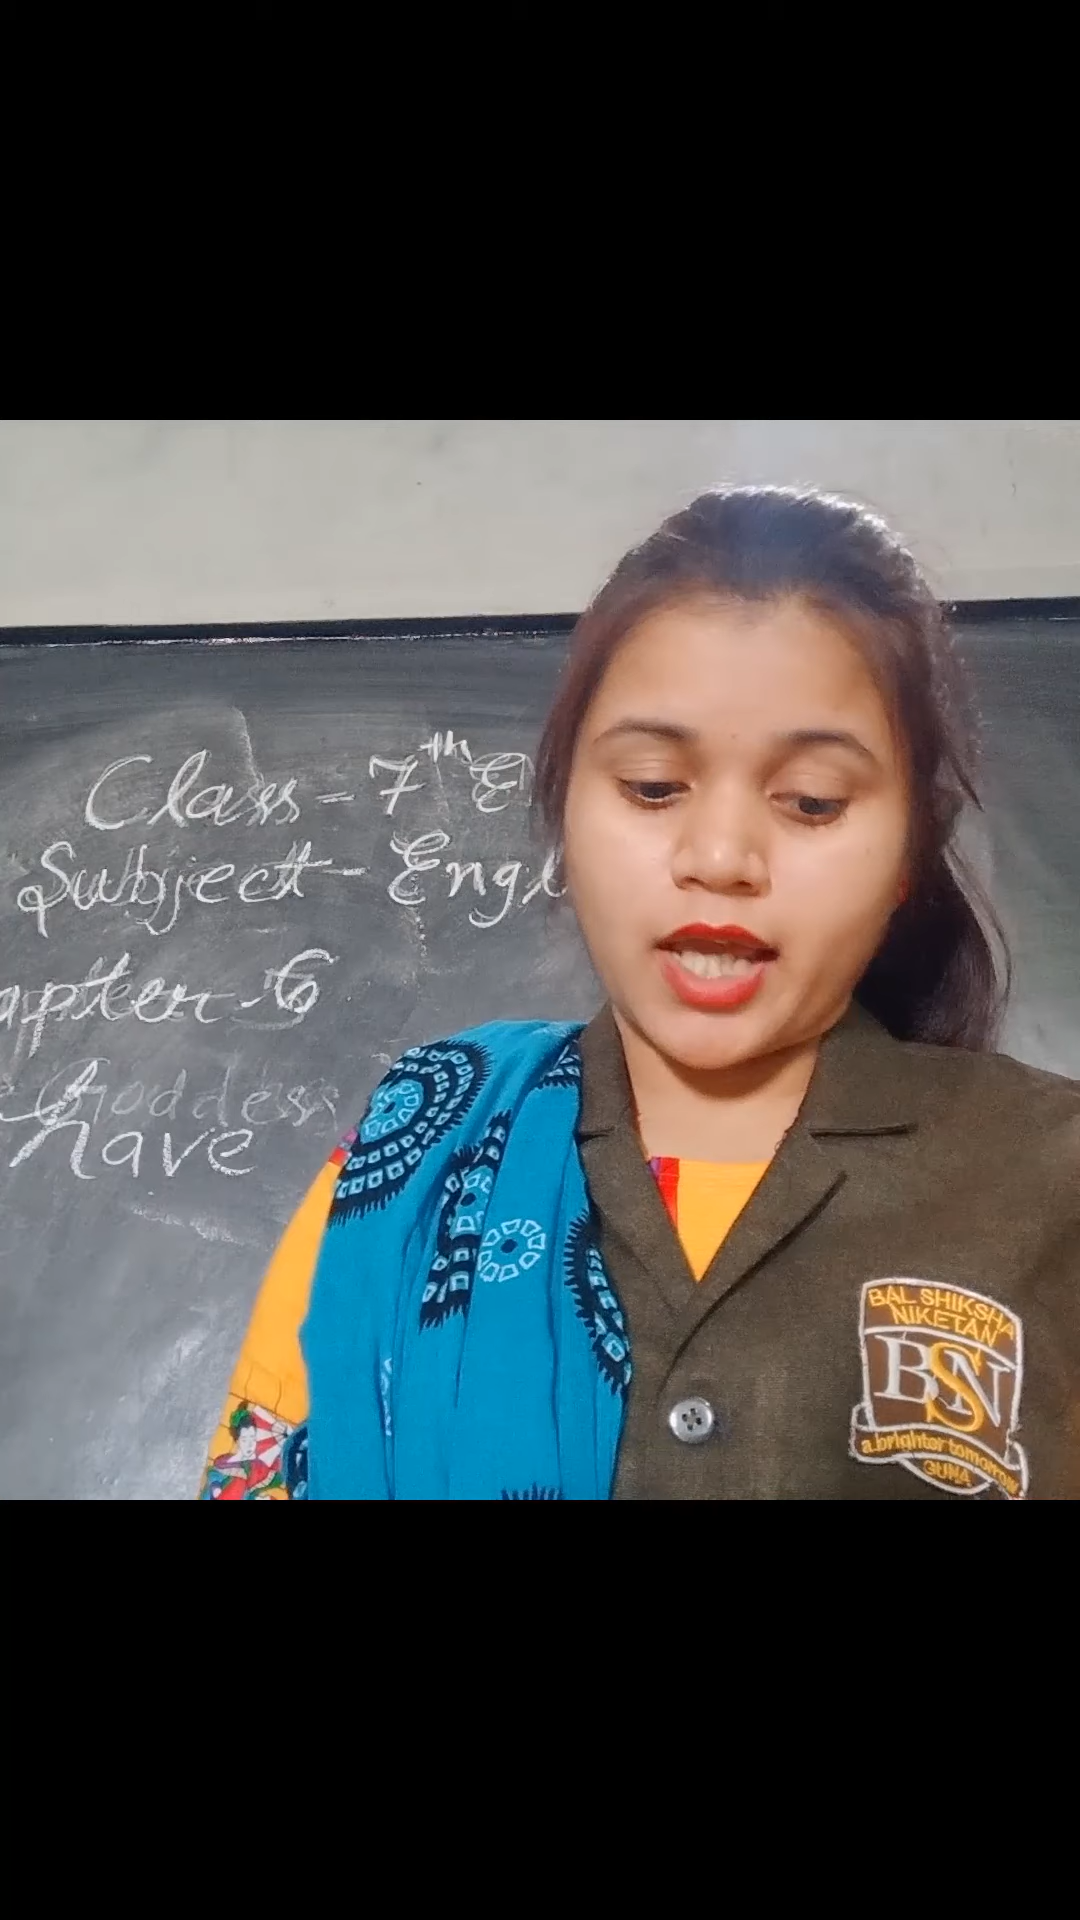 Class - 7th E
Subject - Engl
apter - 6
Goddess
have
BAL SHIKSHA
NIKETAN
BSN
a brighter tomorrow
GUNA